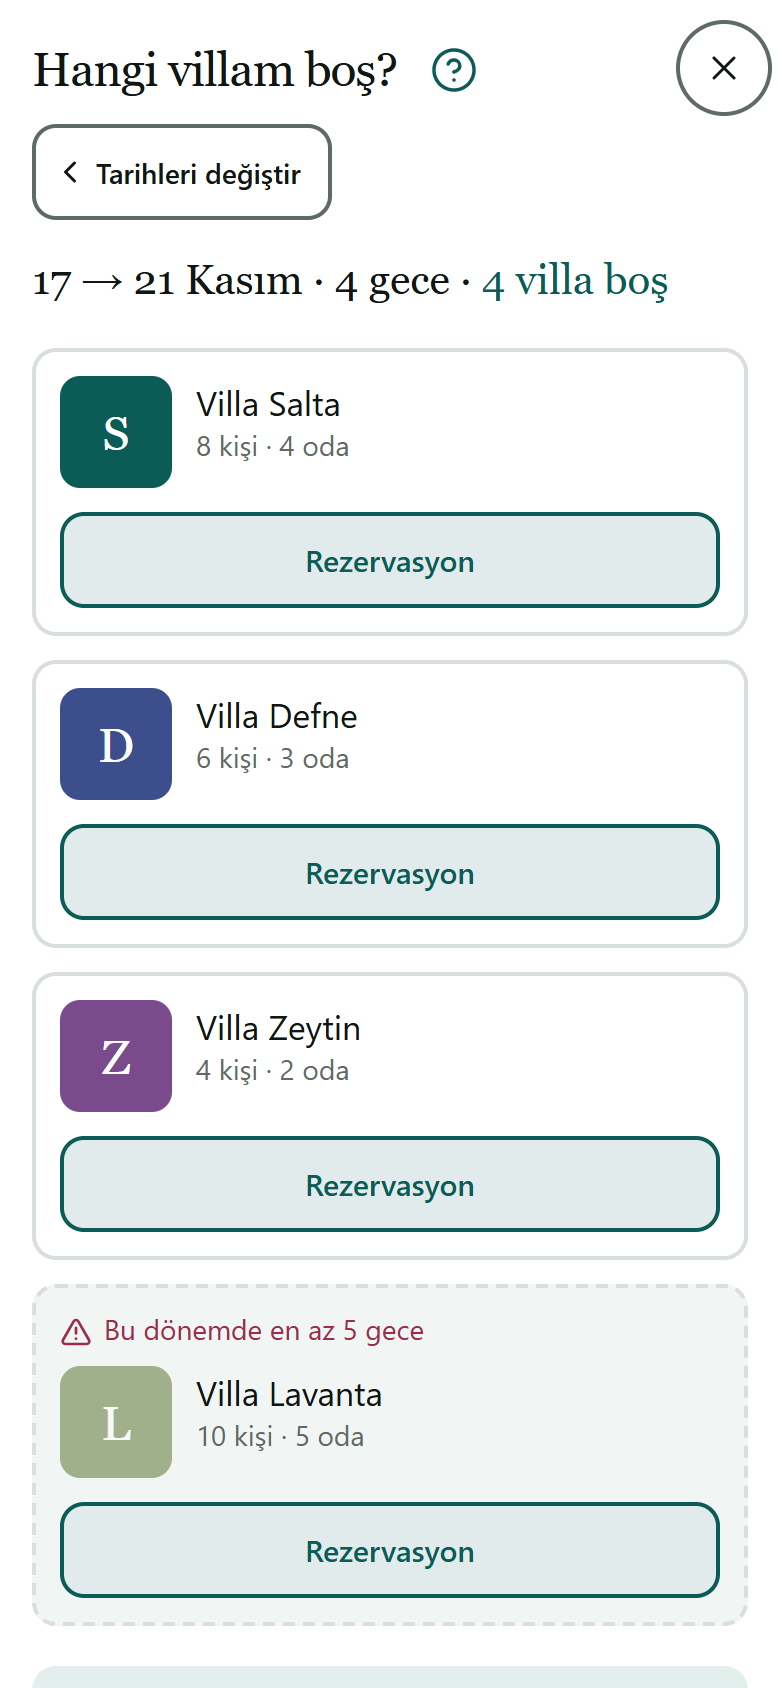 Hangi villam boş? ?
Tarihleri değiştir
17 → 21 Kasım · 4 gece · 4 villa boş
S
Villa Salta
8 kişi · 4 oda
Rezervasyon
D
Villa Defne
6 kişi · 3 oda
Rezervasyon
Z
Villa Zeytin
4 kişi · 2 oda
Rezervasyon
Bu dönemde en az 5 gece
L
Villa Lavanta
10 kişi · 5 oda
Rezervasyon